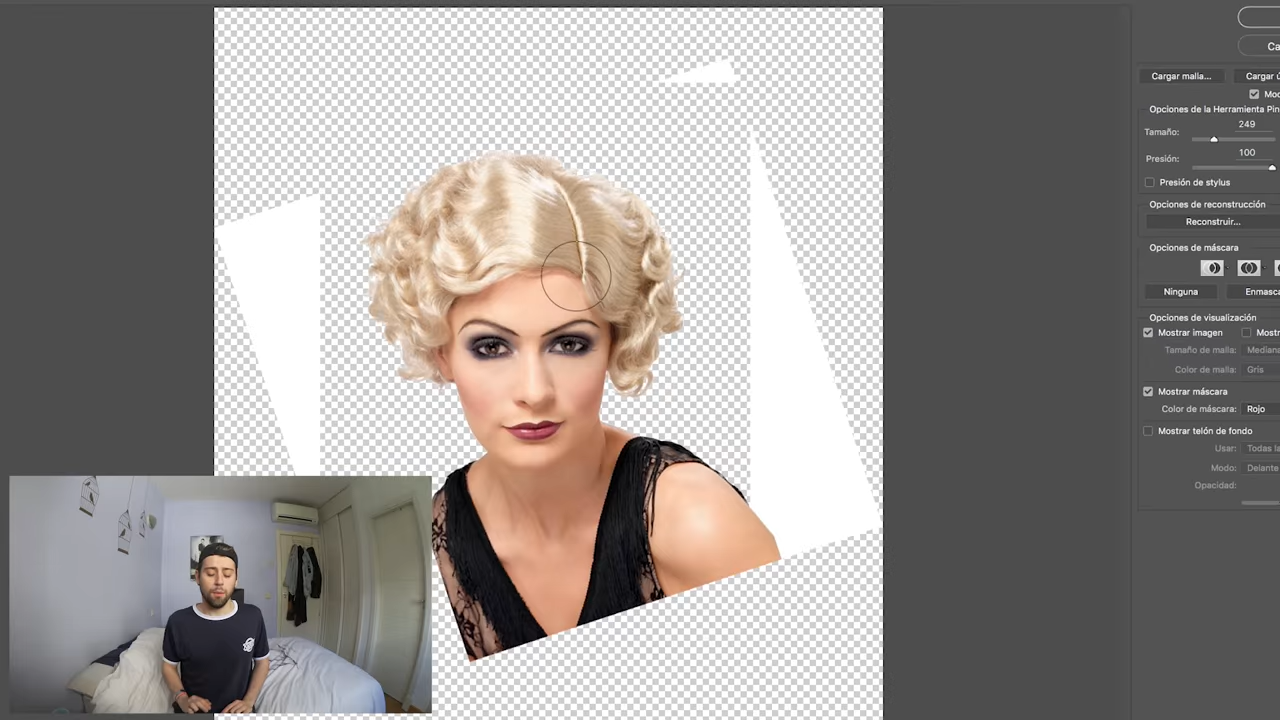 Ca
Cargar malla... Cargar ú
Mod
Opciones de la Herramienta Pin
Tamaño: 249
Presión: 100
Presión de stylus
Opciones de reconstrucción
Reconstruir...
Opciones de máscara
Ninguna Enmasca
Opciones de visualización
Mostrar imagen Mostr
Tamaño de malla: Mediana
Color de malla: Gris
Mostrar máscara
Color de máscara: Rojo
Mostrar telón de fondo
Usar: Todas la
Modo: Delante
Opacidad: